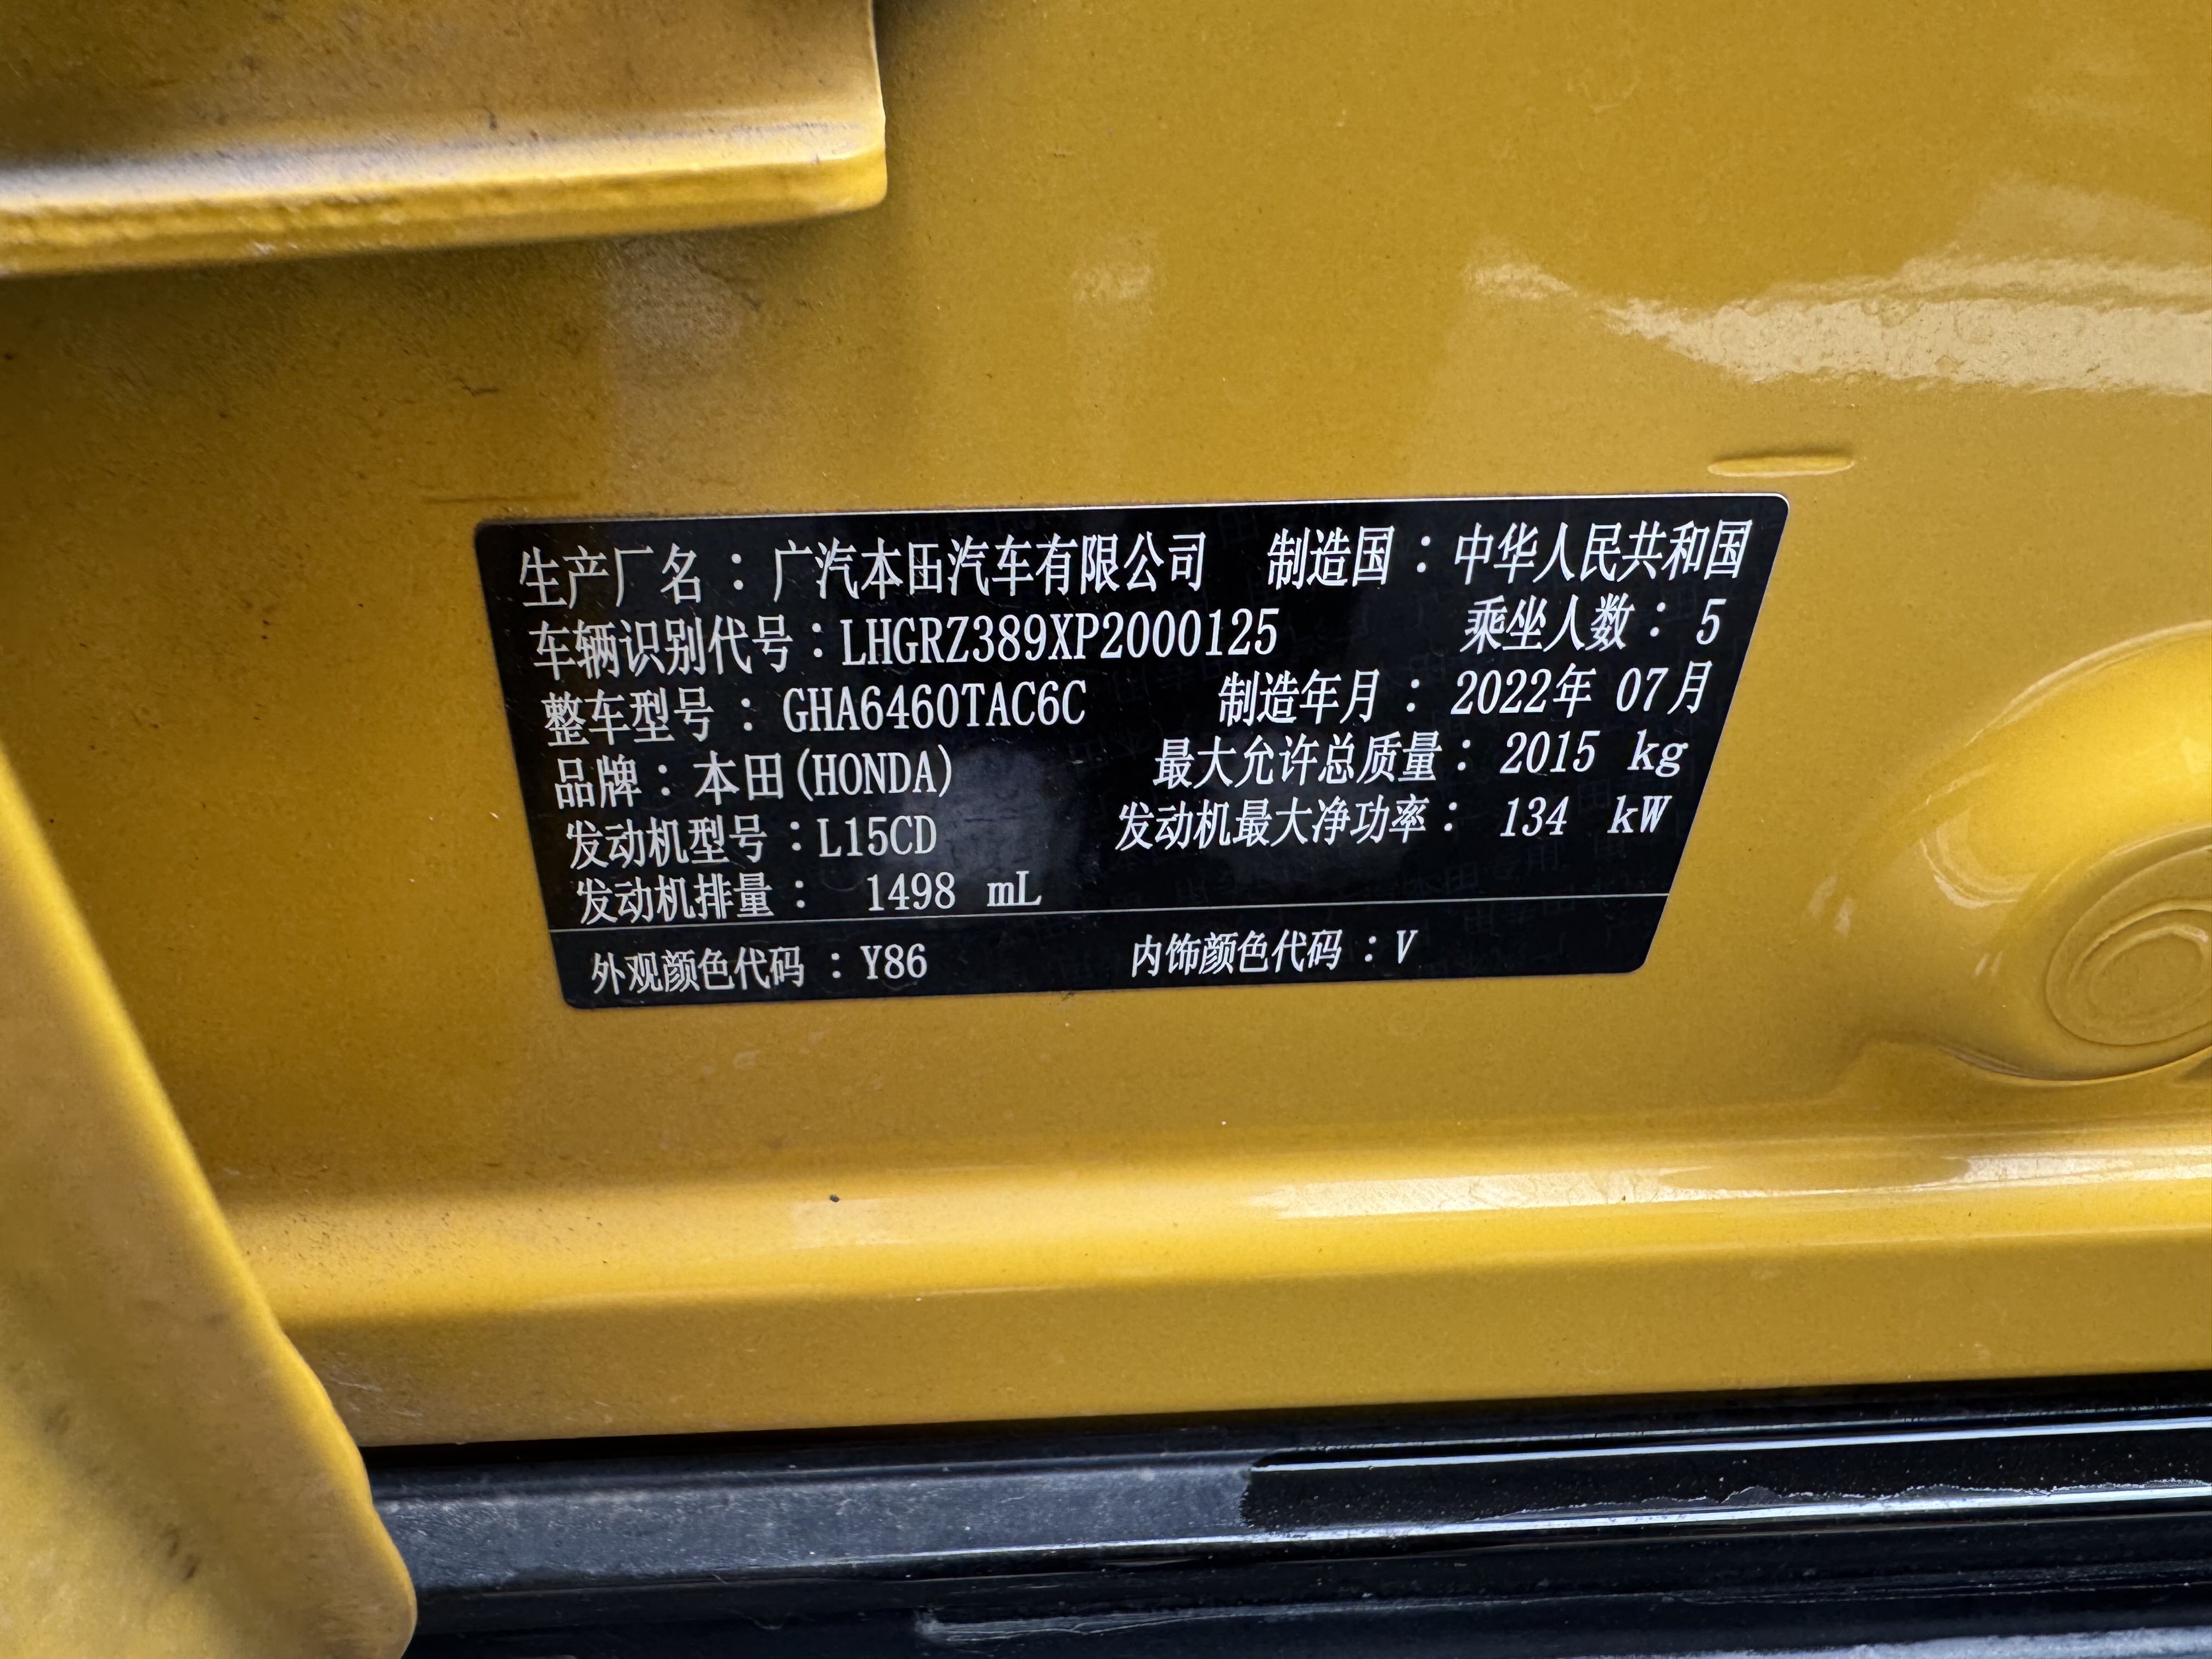 生产厂名：广汽本田汽车有限公司 制造国：中华人民共和国
车辆识别代号：LHGRZ389XP2000125 乘坐人数：5
整车型号：GHA6460TAC6C 制造年月：2022年 07月
品牌：本田(HONDA) 最大允许总质量：2015 kg
发动机型号：L15CD 发动机最大净功率：134 kW
发动机排量：1498 mL
外观颜色代码：Y86 内饰颜色代码：V